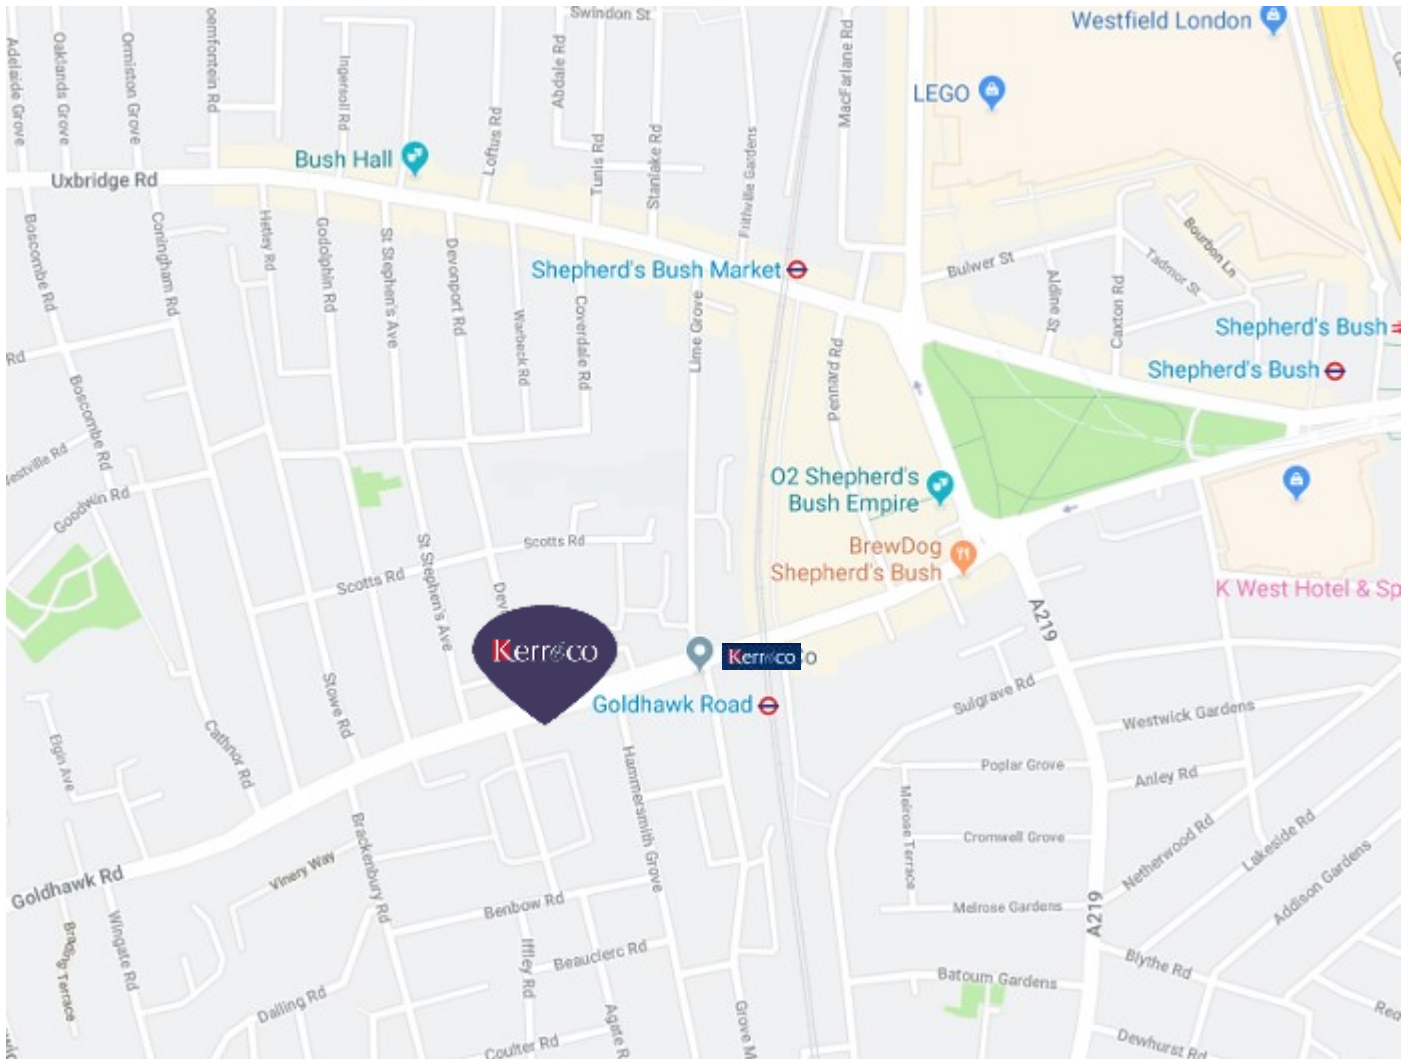 Swindon St
Westfield London
Adelaide Grove
Oaklands Grove
Ormiston Grove
oemfontein Rd
Ingersoll Rd
Loftus Rd
Abdale Rd
Tunis Rd
Stanlake Rd
Frithville Gardens
MacFarlane Rd
LEGO
Bush Hall
Uxbridge Rd
Boscombe Rd
Coningham Rd
Hetley Rd
Godolphin Rd
St Stephen's Ave
Devonport Rd
Warbeck Rd
Coverdale Rd
Lime Grove
Shepherd's Bush Market
Pennard Rd
Bulwer St
Aldine St
Caxton Rd
Tadmor St
Bourbon Ln
Shepherd's Bush
Shepherd's Bush
Rd
Boscombe Rd
estville Rd
Goodwin Rd
O2 Shepherd's
Bush Empire
BrewDog
Shepherd's Bush
K West Hotel & Sp
Scotts Rd
Scotts Rd
St Stephen's Ave
Dev
Kerr&co
Kerr&co
o
Goldhawk Road
A219
Sulgrave Rd
Westwick Gardens
Poplar Grove
Anley Rd
Melrose Terrace
Cromwell Grove
Netherwood Rd
Lakeside Rd
Addison Gardens
Melrose Gardens
A219
Blythe Rd
Batoum Gardens
Dewhurst Rd
Red
Elgin Ave
Cathnor Rd
Stowe Rd
Hammersmith Grove
Goldhawk Rd
Vinery Way
Brackenbury Rd
Wingate Rd
Benbow Rd
Iffley Rd
Beauclerc Rd
Dalling Rd
Agate R
Coulter Rd
Grove M